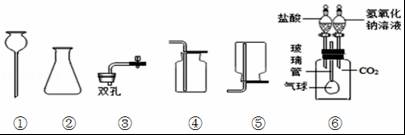 盐酸
氢氧化
钠溶液
玻
璃
管
CO₂
气球
双孔
① ② ③ ④ ⑤ ⑥